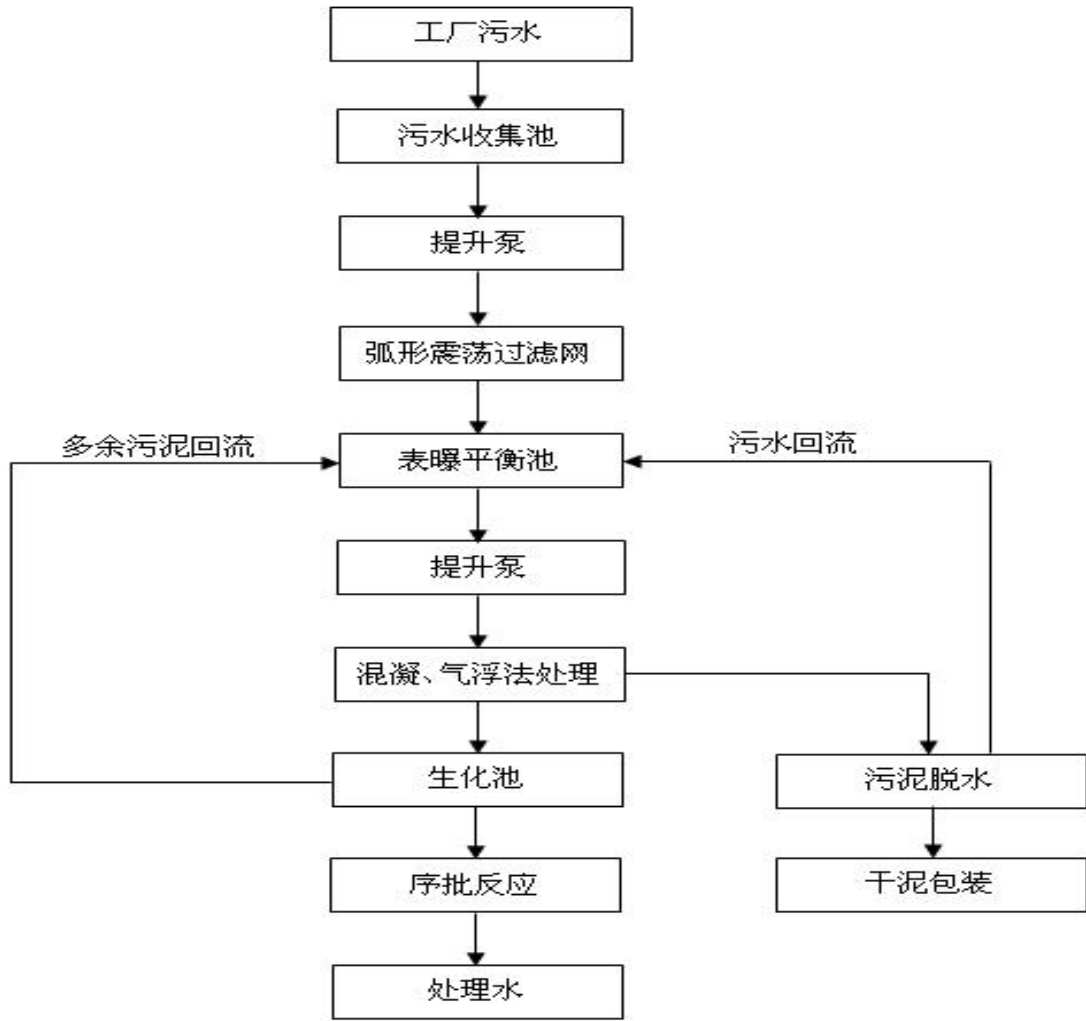 工厂污水
污水收集池
提升泵
弧形震荡过滤网
多余污泥回流
污水回流
表曝平衡池
提升泵
混凝、气浮法处理
生化池
污泥脱水
序批反应
干泥包装
处理水